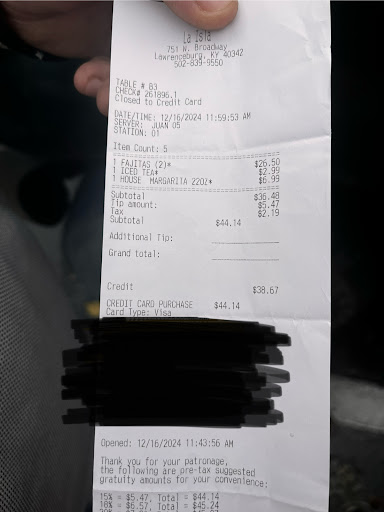 La Isla
751 W. Broadway
Lawrenceburg, KY 40342
502-839-9550
TABLE # B3
CHECK# 261896.1
Closed to Credit Card
DATE/TIME: 12/16/2024 11:59:53 AM
SERVER: JUAN 05
STATION: 01
Item Count: 5
1 FAJITAS (2)* $26.50
1 ICED TEA* $2.99
1 HOUSE MARGARITA 22OZ* $6.99
Subtotal $36.48
Tip amount: $5.47
Tax $2.19
Subtotal $44.14
Additional Tip:
Grand total:
Credit $38.67
CREDIT CARD PURCHASE $44.14
Card Type: Visa
Opened: 12/16/2024 11:43:56 AM
Thank you for your patronage,
the following are pre-tax suggested
gratuity amounts for your convenience:
15% = $5.47, Total = $44.14
18% = $6.57, Total = $45.24